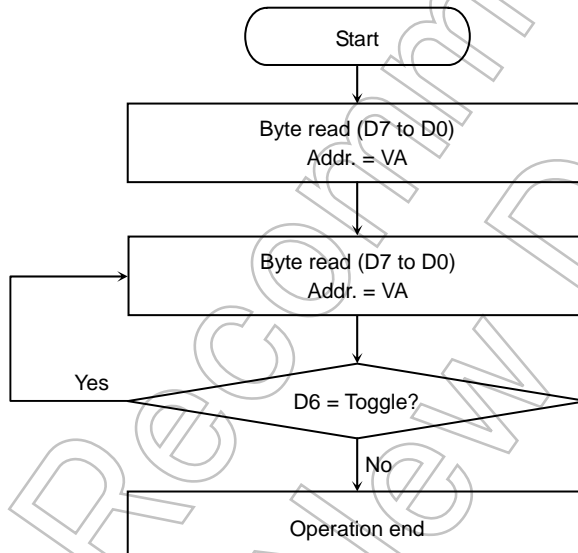 Start
Byte read (D7 to D0)
Addr. = VA
Byte read (D7 to D0)
Addr. = VA
Yes
D6 = Toggle?
No
Operation end